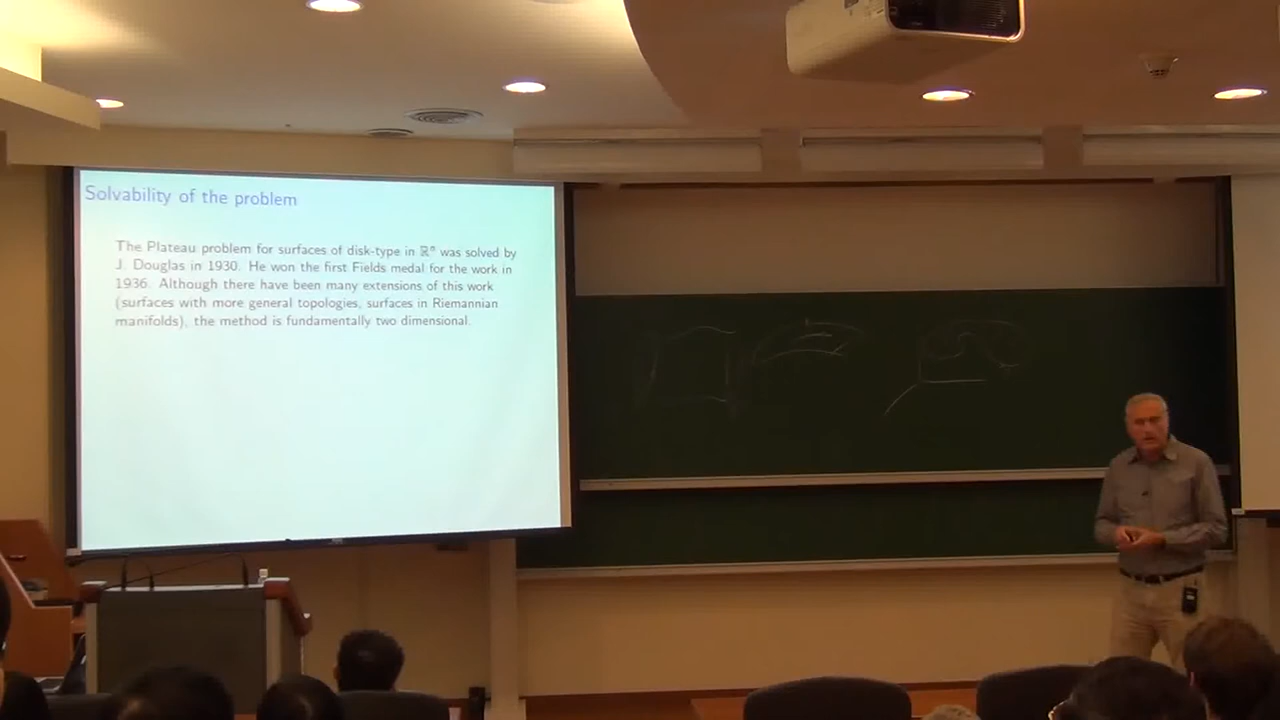 Solvability of the problem
The Plateau problem for surfaces of disk-type in ℝⁿ was solved by
J. Douglas in 1930. He won the first Fields medal for the work in
1936. Although there have been many extensions of this work
(surfaces with more general topologies, surfaces in Riemannian
manifolds), the method is fundamentally two dimensional.